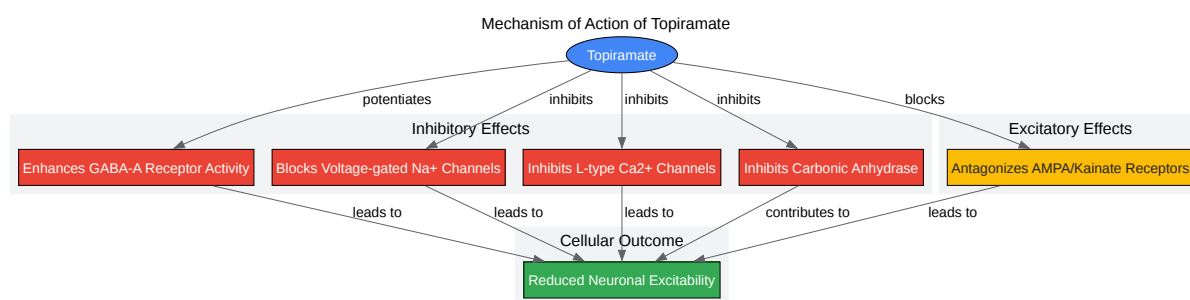 Mechanism of Action of Topiramate
Topiramate
potentiates
inhibits
inhibits
inhibits
blocks
Inhibitory Effects
Excitatory Effects
Enhances GABA-A Receptor Activity
Blocks Voltage-gated Na+ Channels
Inhibits L-type Ca2+ Channels
Inhibits Carbonic Anhydrase
Antagonizes AMPA/Kainate Receptors
leads to
leads to
leads to
contributes to
leads to
Cellular Outcome
Reduced Neuronal Excitability